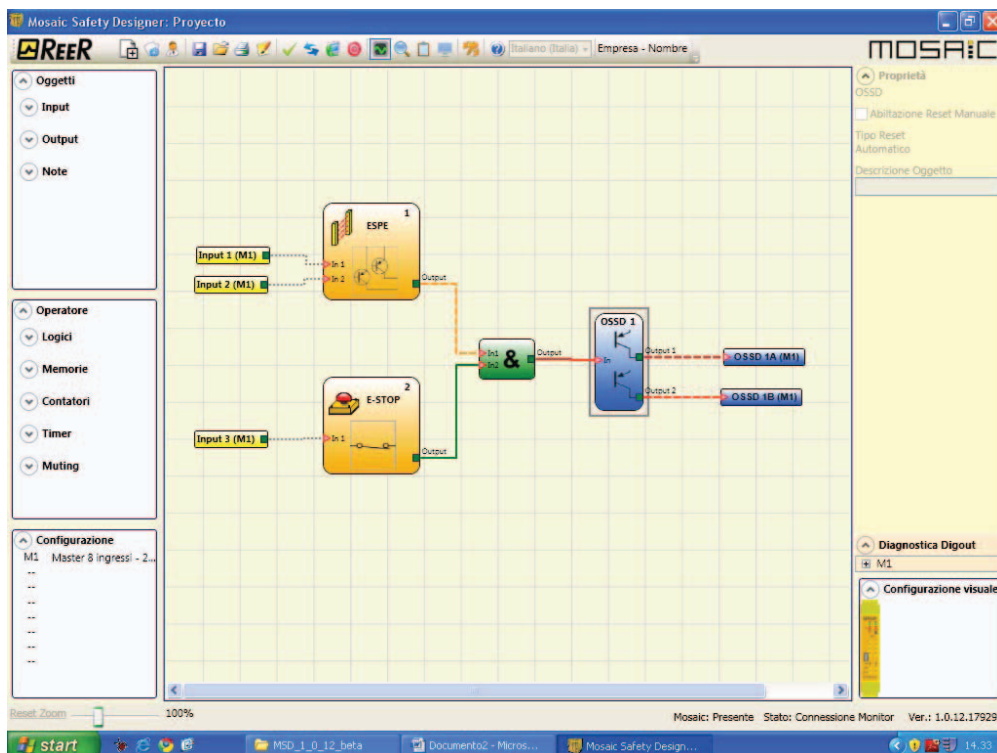 Mosaic Safety Designer: Proyecto
REER
Italiano (Italia)
Empresa - Nombre
MOSAIC
Oggetti
Input
Output
Note
Operatore
Logici
Memorie
Contatori
Timer
Muting
Configurazione
M1 Master 8 ingressi - 2...
--
--
--
--
--
--
--
Input 1 (M1)
Input 2 (M1)
1
ESPE
In 1
In 2
Output
Input 3 (M1)
2
E-STOP
In 1
Output
In1
In2
&
Output
OSSD 1
In
Output 1
Output 2
OSSD 1A (M1)
OSSD 1B (M1)
Proprietà
OSSD
Abiltazione Reset Manuale
Tipo Reset
Automatico
Descrizione Oggetto
Diagnostica Digout
M1
Configurazione visuale
Reset Zoom
100%
Mosaic: Presente Stato: Connessione Monitor Ver.: 1.0.12.17929
start
MSD_1_0_12_beta
Documento2 - Micros...
Mosaic Safety Design...
14.33